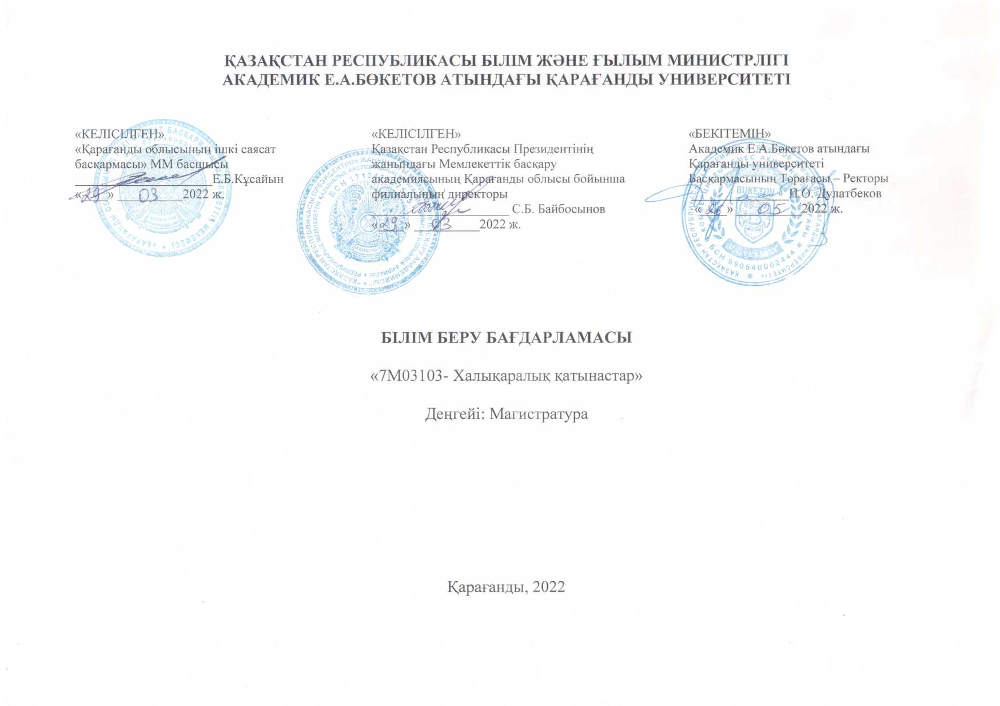 ҚАЗАҚСТАН РЕСПУБЛИКАСЫ БІЛІМ ЖӘНЕ ҒЫЛЫМ МИНИСТРЛІГІ
АКАДЕМИК Е.А.БӨКЕТОВ АТЫНДАҒЫ ҚАРАҒАНДЫ УНИВЕРСИТЕТІ
«КЕЛІСІЛГЕН»
«Қарағанды облысының ішкі саясат
басқармасы» ММ басшысы
Е.Б.Құсайын
«29» 03 2022 ж.
«КЕЛІСІЛГЕН»
Қазақстан Республикасы Президентінің
жанындағы Мемлекеттік басқару
академиясының Қарағанды облысы бойынша
филиалының директоры
С.Б. Байбосынов
«29» 03 2022 ж.
«БЕКІТЕМІН»
Академик Е.А.Бөкетов атындағы
Қарағанды университеті
Басқармасының Төрағасы – Ректоры
Н.О. Дулатбеков
«26» 05 2022 ж.
BUKETOV
UNIVERSITY
БСН 990540002444
БІЛІМ БЕРУ БАҒДАРЛАМАСЫ
«7М03103- Халықаралық қатынастар»
Деңгейі: Магистратура
Қарағанды, 2022